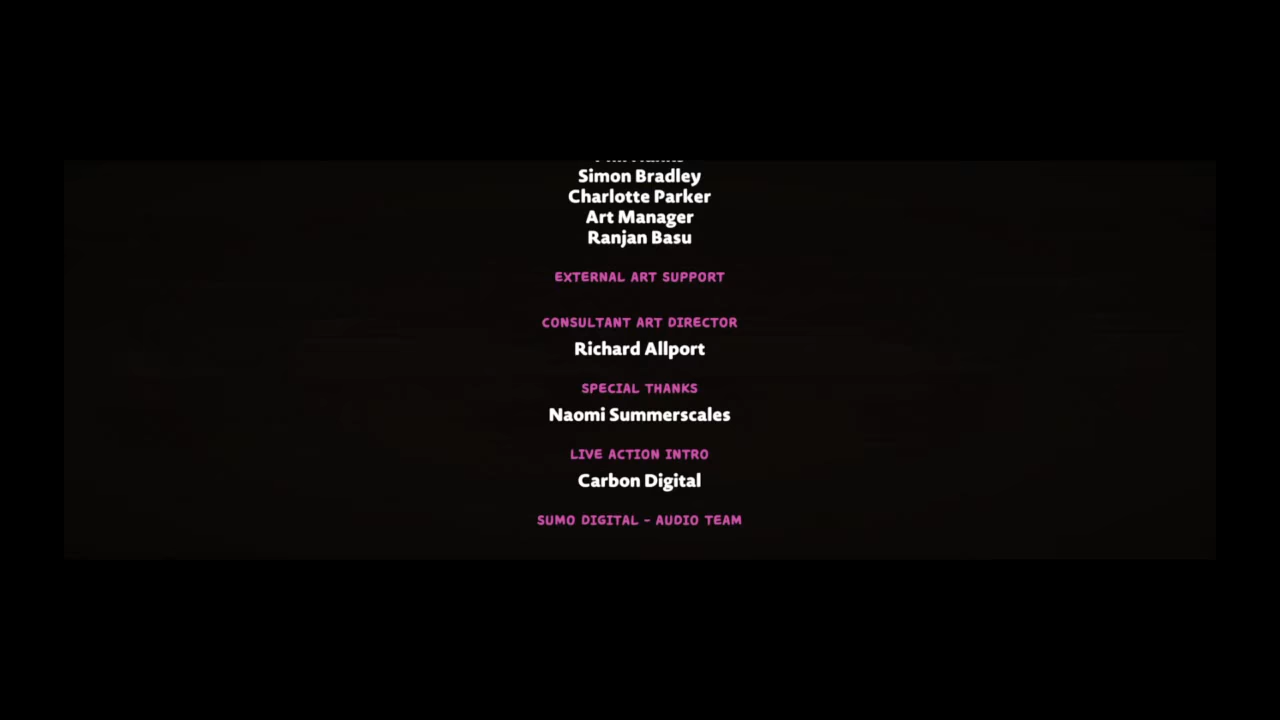 Simon Bradley
Charlotte Parker
Art Manager
Ranjan Basu
EXTERNAL ART SUPPORT
CONSULTANT ART DIRECTOR
Richard Allport
SPECIAL THANKS
Naomi Summerscales
LIVE ACTION INTRO
Carbon Digital
SUMO DIGITAL - AUDIO TEAM